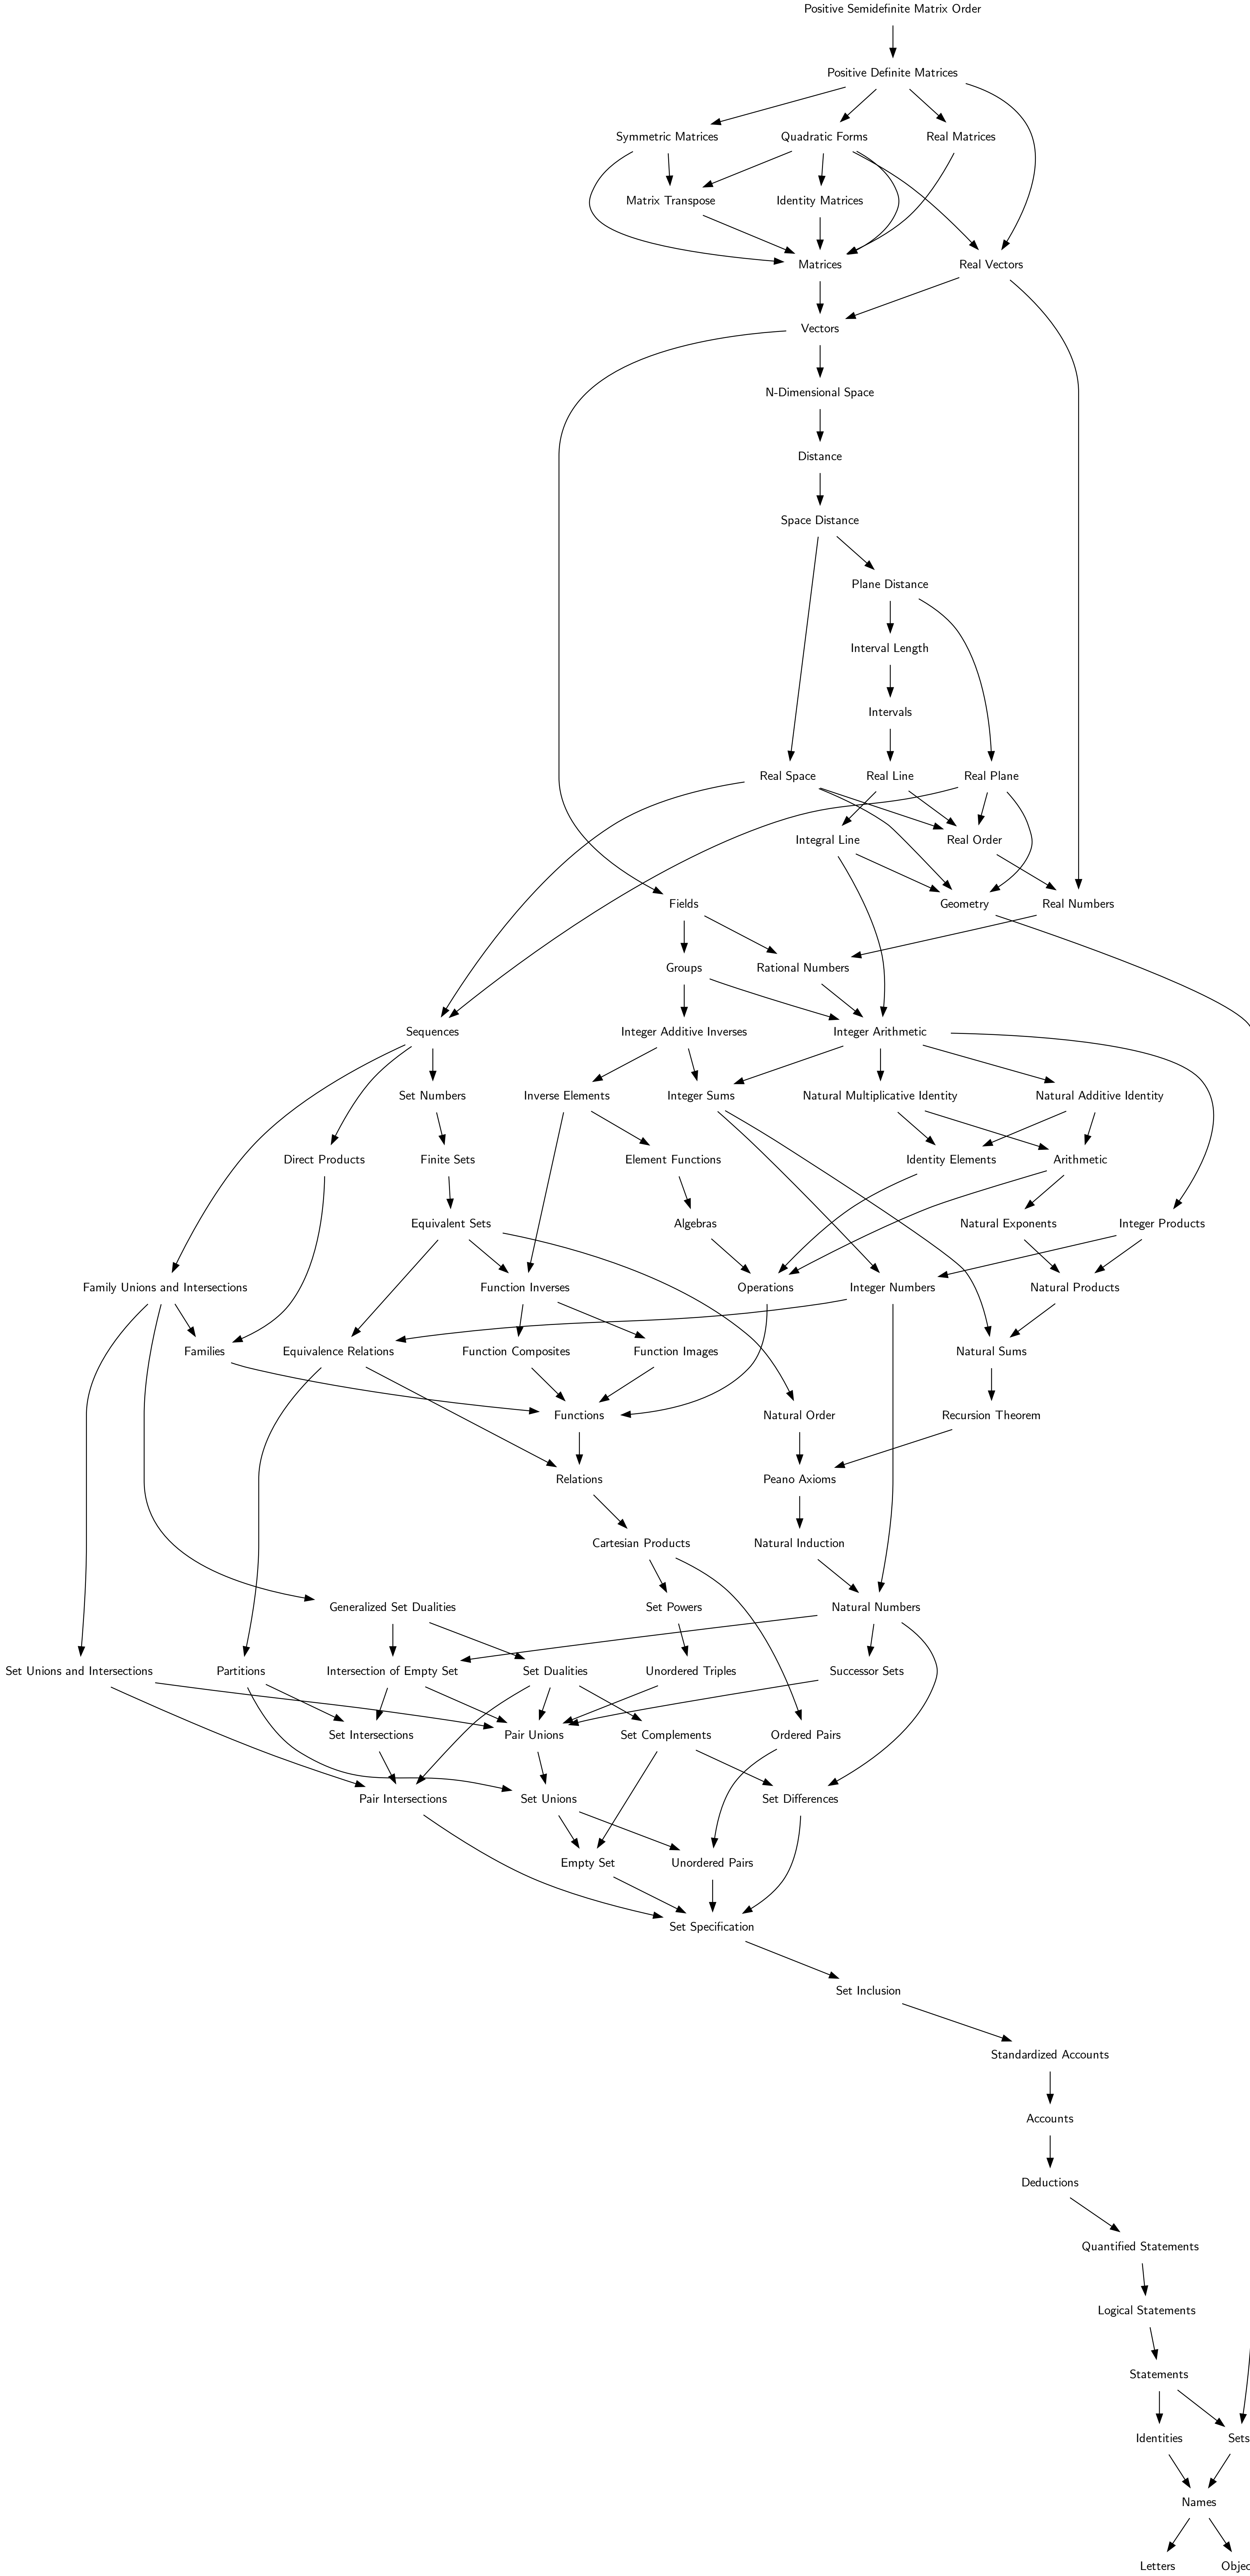 Positive Semidefinite Matrix Order
Positive Definite Matrices
Symmetric Matrices Quadratic Forms Real Matrices
Matrix Transpose Identity Matrices
Matrices Real Vectors
Vectors
N-Dimensional Space
Distance
Space Distance
Plane Distance
Interval Length
Intervals
Real Space Real Line Real Plane
Integral Line Real Order
Fields Geometry Real Numbers
Groups Rational Numbers
Sequences Integer Additive Inverses Integer Arithmetic
Set Numbers Inverse Elements Integer Sums Natural Multiplicative Identity Natural Additive Identity
Direct Products Finite Sets Element Functions Identity Elements Arithmetic
Equivalent Sets Algebras Natural Exponents Integer Products
Family Unions and Intersections Function Inverses Operations Integer Numbers Natural Products
Families Equivalence Relations Function Composites Function Images Natural Sums
Functions Natural Order Recursion Theorem
Relations Peano Axioms
Cartesian Products Natural Induction
Generalized Set Dualities Set Powers Natural Numbers
Set Unions and Intersections Partitions Intersection of Empty Set Set Dualities Unordered Triples Successor Sets
Set Intersections Pair Unions Set Complements Ordered Pairs
Pair Intersections Set Unions Set Differences
Empty Set Unordered Pairs
Set Specification
Set Inclusion
Standardized Accounts
Accounts
Deductions
Quantified Statements
Logical Statements
Statements
Identities Sets
Names
Letters Objec